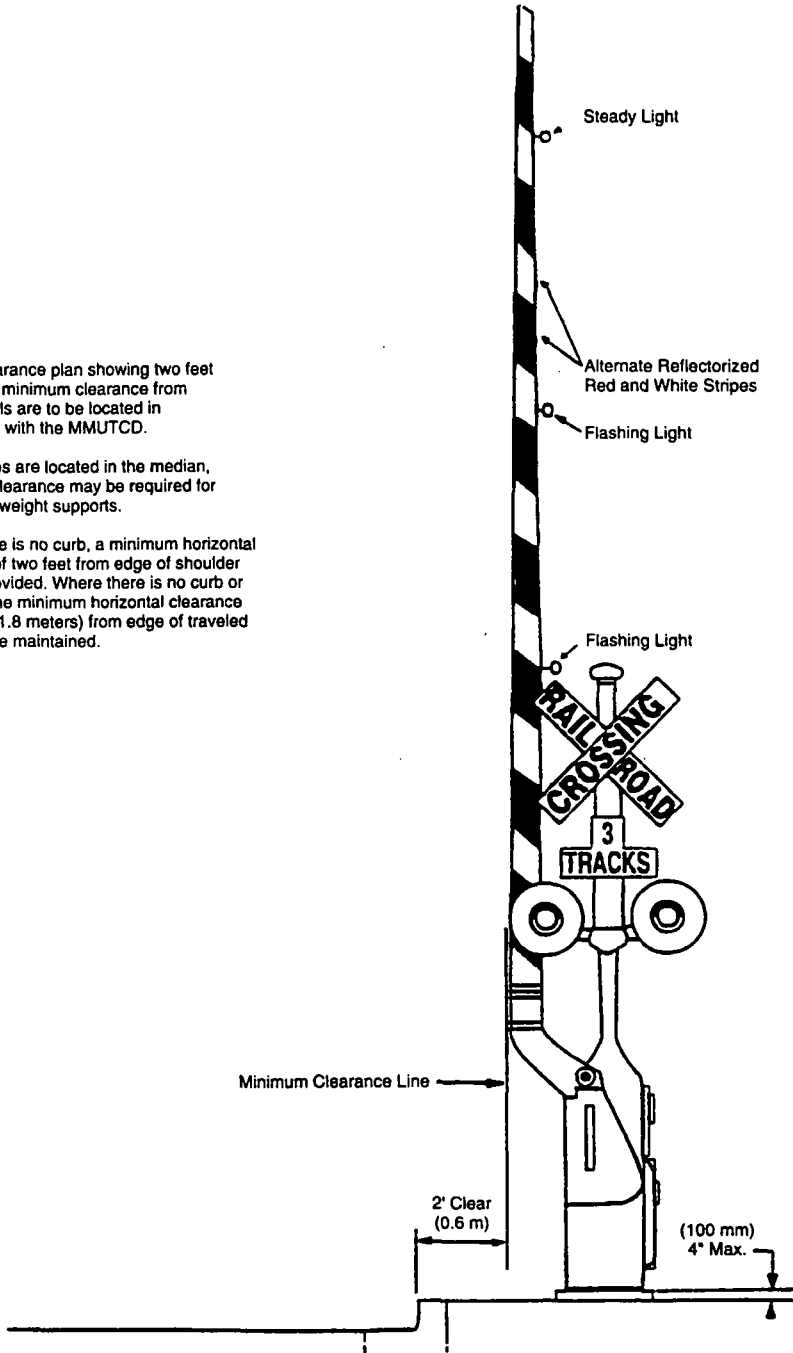 Steady Light
arance plan showing two feet
minimum clearance from
ls are to be located in
with the MMUTCD.
es are located in the median,
learance may be required for
weight supports.
e is no curb, a minimum horizontal
of two feet from edge of shoulder
ovided. Where there is no curb or
he minimum horizontal clearance
1.8 meters) from edge of traveled
e maintained.
Alternate Reflectorized
Red and White Stripes
Flashing Light
Flashing Light
RAIL ROAD
CROSSING
3
TRACKS
Minimum Clearance Line
2' Clear
(0.6 m)
(100 mm)
4" Max.